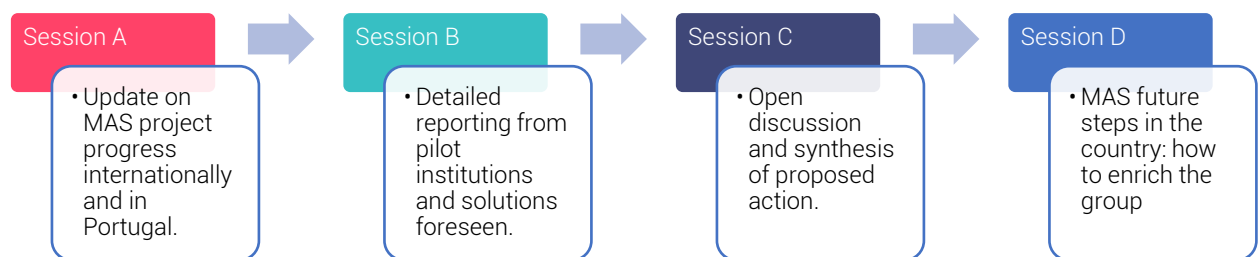 Session A
• Update on
MAS project
progress
internationally
and in
Portugal.
Session B
• Detailed
reporting from
pilot
institutions
and solutions
foreseen.
Session C
• Open
discussion
and synthesis
of proposed
action.
Session D
• MAS future
steps in the
country: how
to enrich the
group